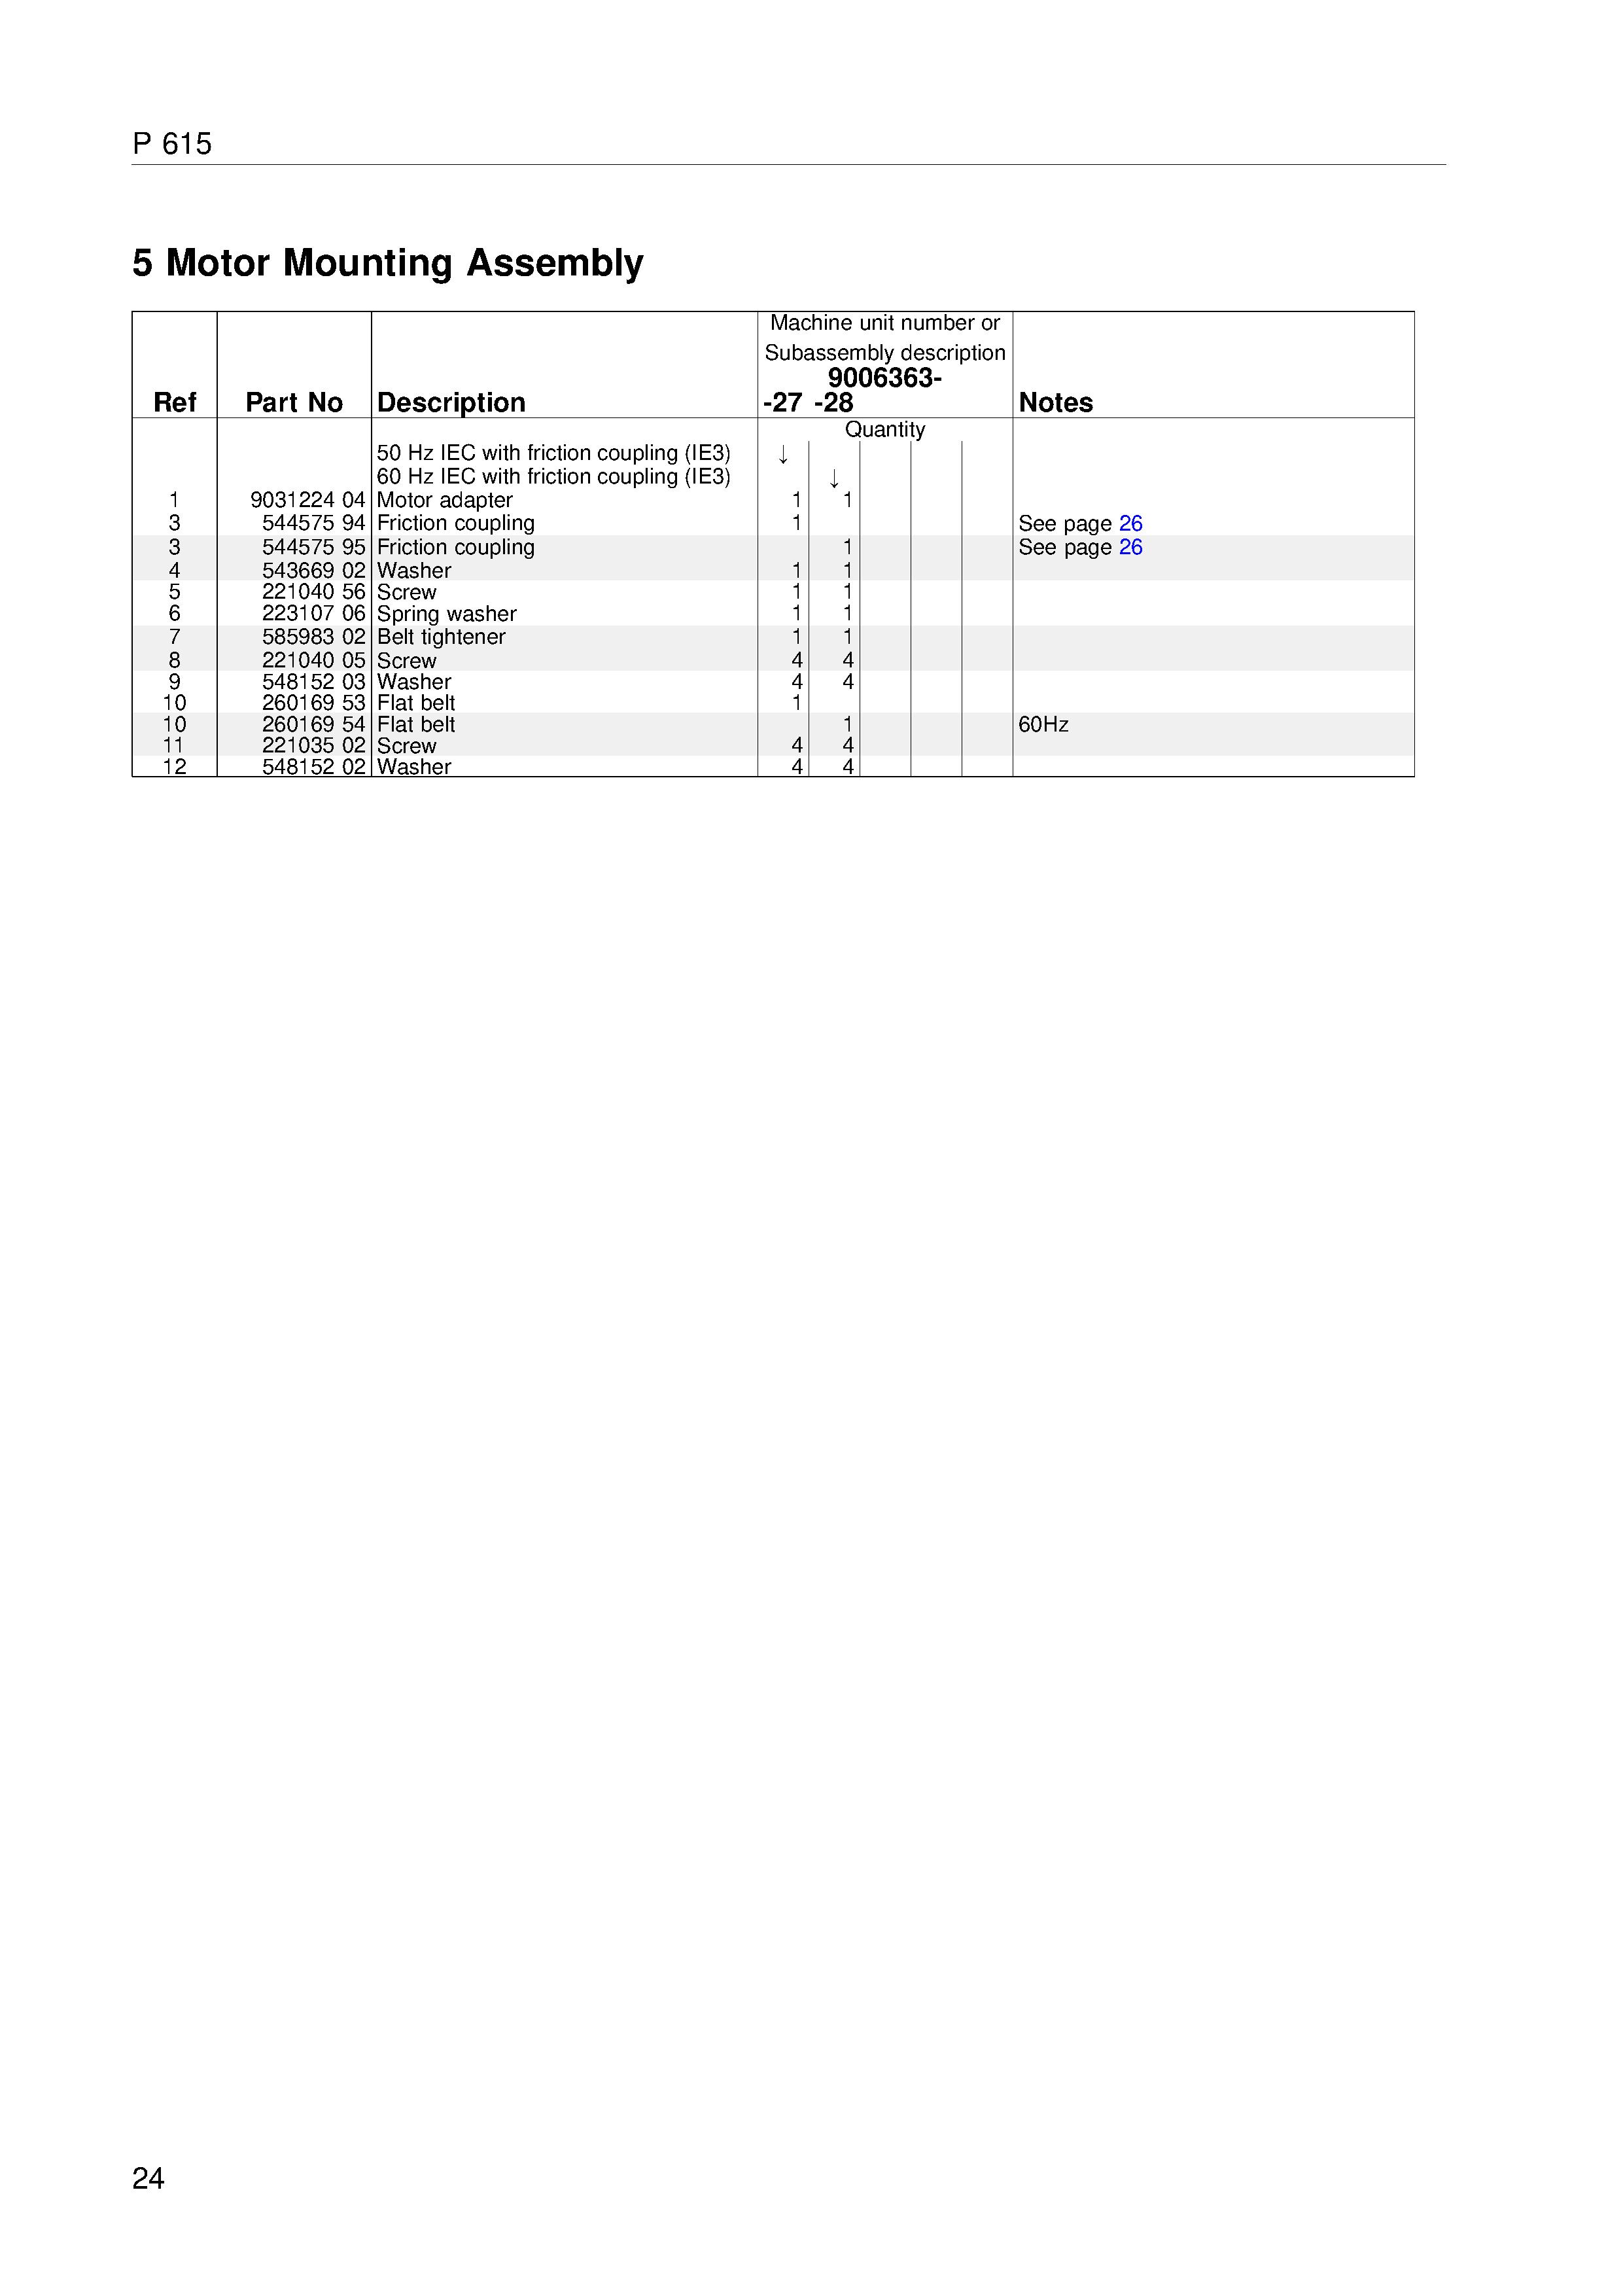 P 615
5 Motor Mounting Assembly
Machine unit number or
Subassembly description
9006363-
Ref Part No Description -27 -28 Notes
Quantity
50 Hz IEC with friction coupling (IE3) ↓
60 Hz IEC with friction coupling (IE3) ↓
1 9031224 04 Motor adapter 1 1
3 544575 94 Friction coupling 1 See page 26
3 544575 95 Friction coupling 1 See page 26
4 543669 02 Washer 1 1
5 221040 56 Screw 1 1
6 223107 06 Spring washer 1 1
7 585983 02 Belt tightener 1 1
8 221040 05 Screw 4 4
9 548152 03 Washer 4 4
10 260169 53 Flat belt 1
10 260169 54 Flat belt 1 60Hz
11 221035 02 Screw 4 4
12 548152 02 Washer 4 4
24